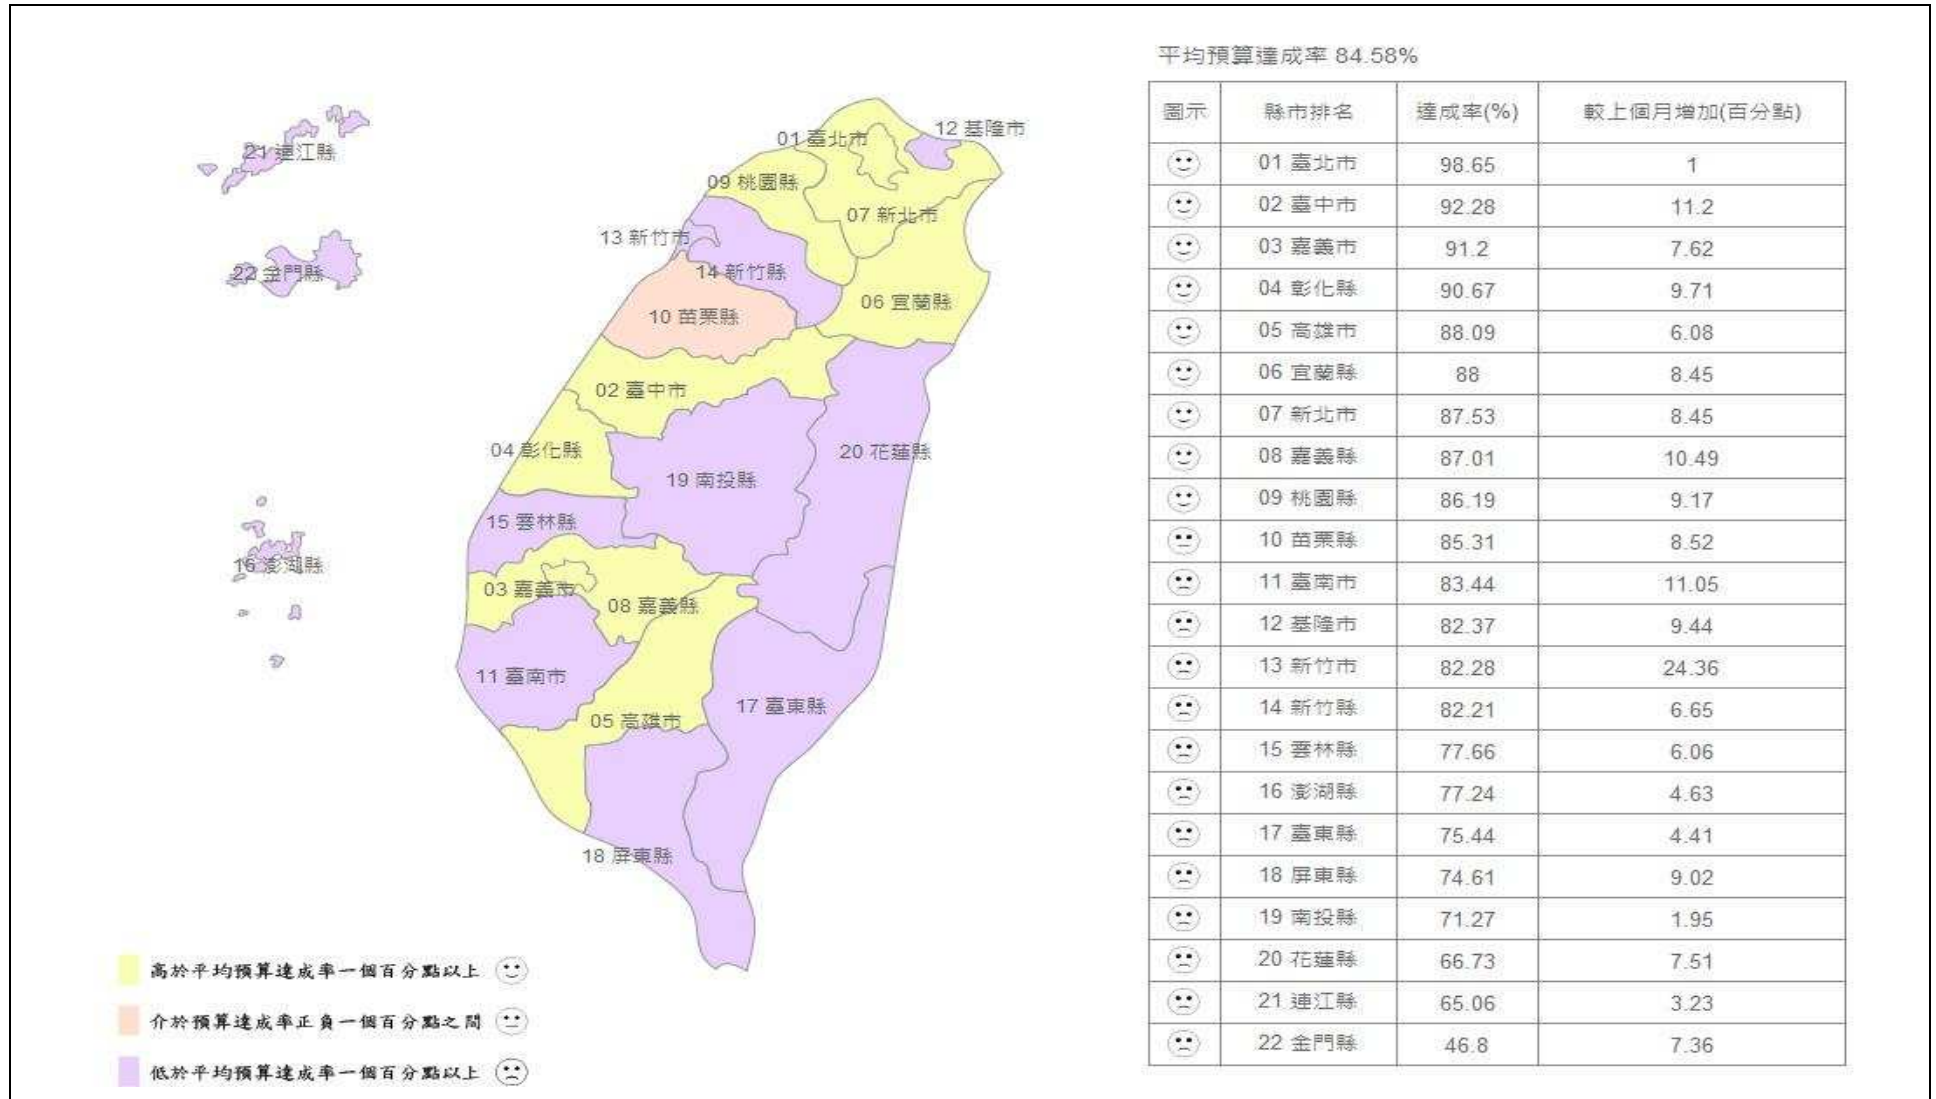 平均預算達成率 84.58%
圖示 縣市排名 達成率(%) 較上個月增加(百分點)
01 臺北市 98.65 1
02 臺中市 92.28 11.2
03 嘉義市 91.2 7.62
04 彰化縣 90.67 9.71
05 高雄市 88.09 6.08
06 宜蘭縣 88 8.45
07 新北市 87.53 8.45
08 嘉義縣 87.01 10.49
09 桃園縣 86.19 9.17
10 苗栗縣 85.31 8.52
11 臺南市 83.44 11.05
12 基隆市 82.37 9.44
13 新竹市 82.28 24.36
14 新竹縣 82.21 6.65
15 雲林縣 77.66 6.06
16 澎湖縣 77.24 4.63
17 臺東縣 75.44 4.41
18 屏東縣 74.61 9.02
19 南投縣 71.27 1.95
20 花蓮縣 66.73 7.51
21 連江縣 65.06 3.23
22 金門縣 46.8 7.36
12 基隆市
01 臺北市
21 連江縣
09 桃園縣
07 新北市
13 新竹市
14 新竹縣
22 金門縣
06 宜蘭縣
10 苗栗縣
02 臺中市
04 彰化縣
20 花蓮縣
19 南投縣
15 雲林縣
16 澎湖縣
03 嘉義市
08 嘉義縣
11 臺南市
17 臺東縣
05 高雄市
18 屏東縣
高於平均預算達成率一個百分點以上
介於預算達成率正負一個百分點之間
低於平均預算達成率一個百分點以上